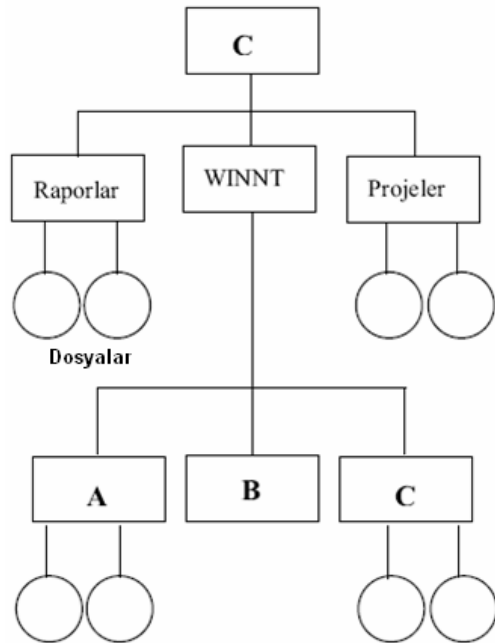 C
Raporlar
WINNT
Projeler
Dosyalar
A
B
C